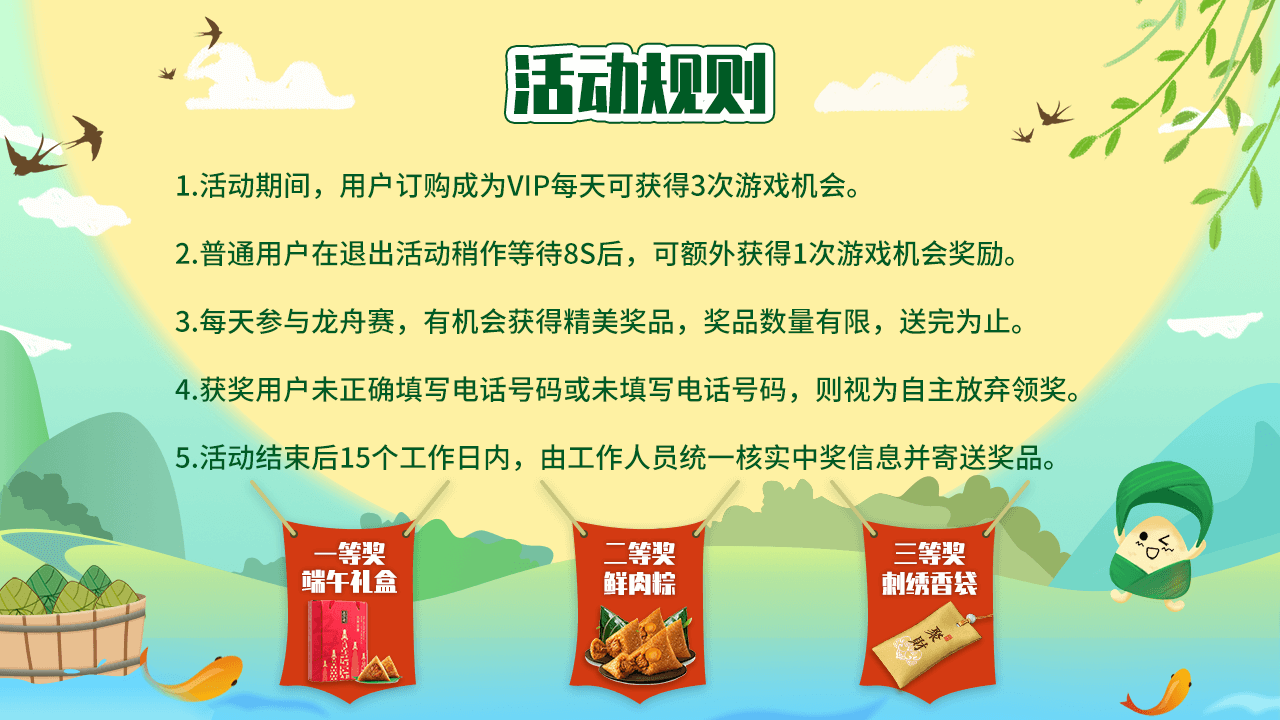 活动规则
1.活动期间，用户订购成为VIP每天可获得3次游戏机会。
2.普通用户在退出活动稍作等待8S后，可额外获得1次游戏机会奖励。
3.每天参与龙舟赛，有机会获得精美奖品，奖品数量有限，送完为止。
4.获奖用户未正确填写电话号码或未填写电话号码，则视为自主放弃领奖。
5.活动结束后15个工作日内，由工作人员统一核实中奖信息并寄送奖品。
一等奖
端午礼盒
二等奖
鲜肉粽
三等奖
刺绣香袋
聚财